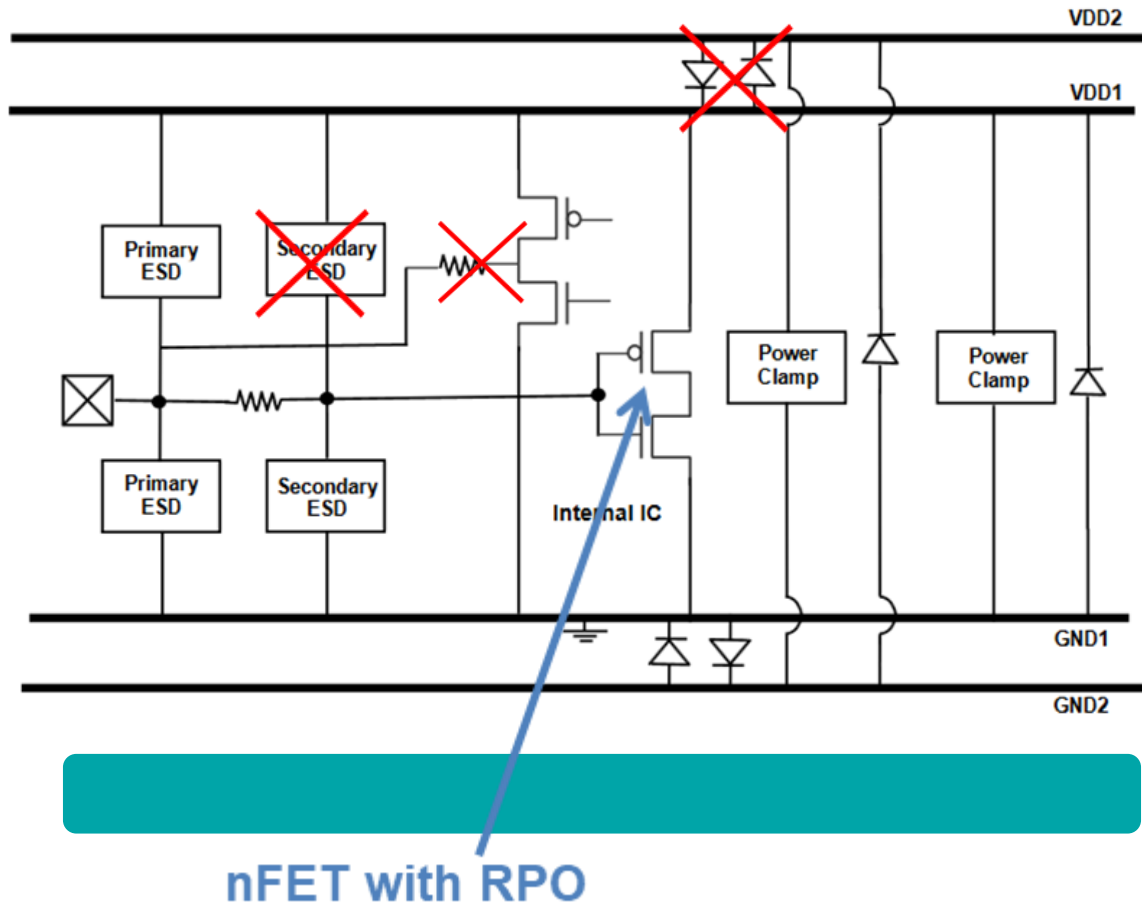 VDD2
VDD1
Primary
ESD
Secondary
ESD
Primary
ESD
Secondary
ESD
Internal IC
Power
Clamp
Power
Clamp
GND1
GND2
nFET with RPO